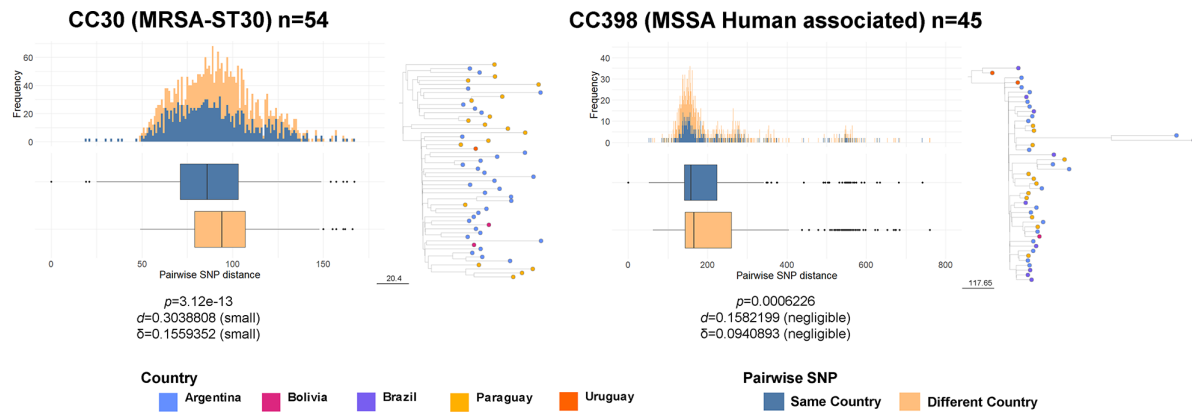 CC30 (MRSA-ST30) n=54
CC398 (MSSA Human associated) n=45
Frequency
60
40
20
0
0
50
100
150
Pairwise SNP distance
20.4
p=3.12e-13
d=0.3038808 (small)
δ=0.1559352 (small)
Frequency
40
30
20
10
0
0
200
400
600
800
Pairwise SNP distance
117.65
p=0.0006226
d=0.1582199 (negligible)
δ=0.0940893 (negligible)
Country
Argentina
Bolivia
Brazil
Paraguay
Uruguay
Pairwise SNP
Same Country
Different Country